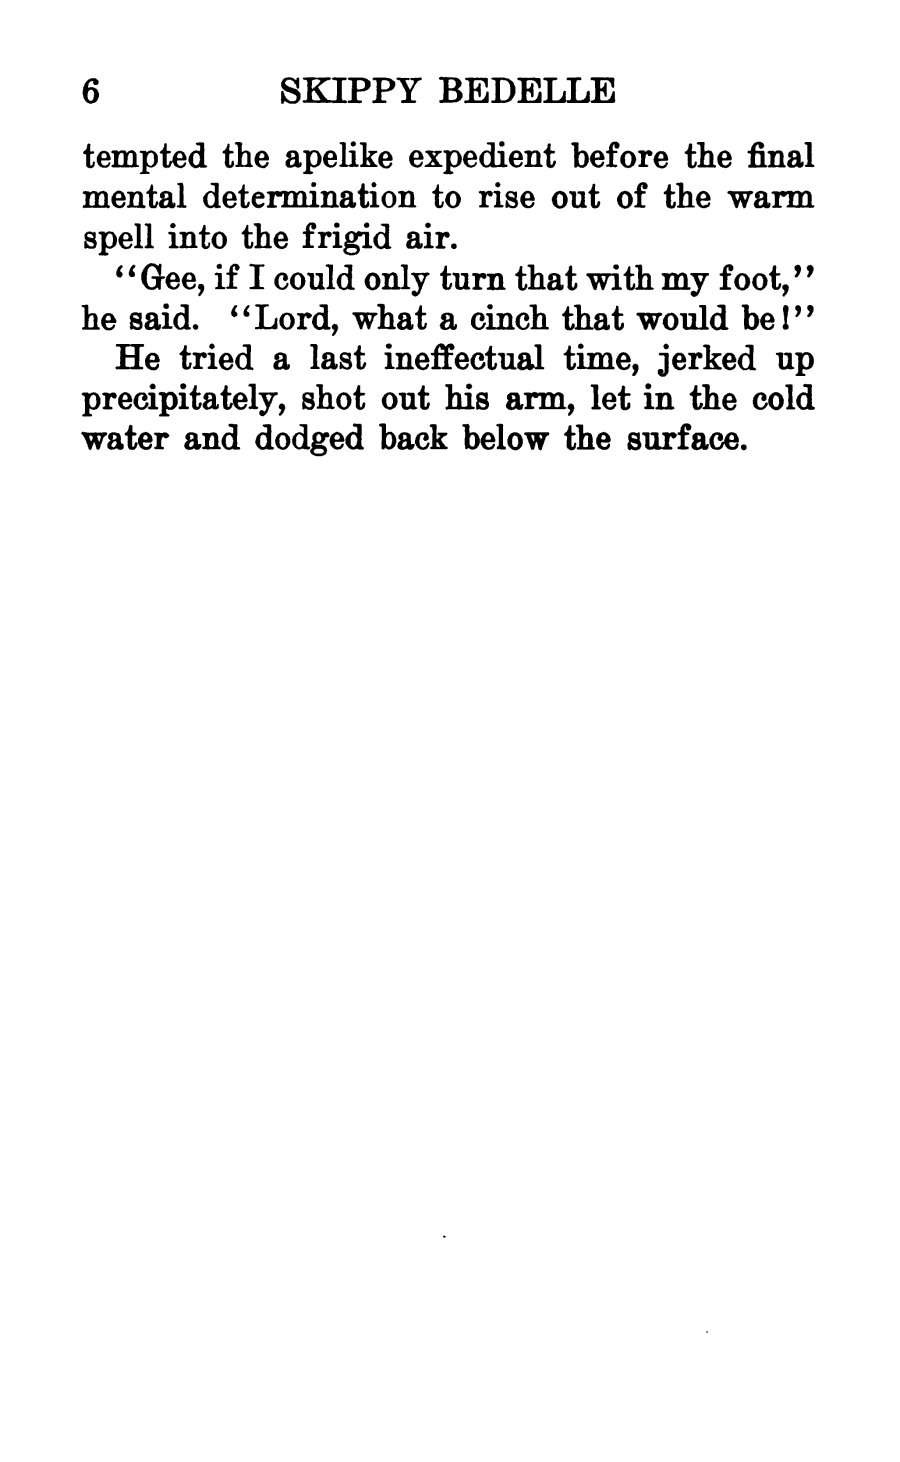 6 SKIPPY BEDELLE
tempted the apelike expedient before the final
mental determination to rise out of the warm
spell into the frigid air.
“Gee, if I could only turn that with my foot,”
he said. “Lord, what a cinch that would be!”
He tried a last ineffectual time, jerked up
precipitately, shot out his arm, let in the cold
water and dodged back below the surface.